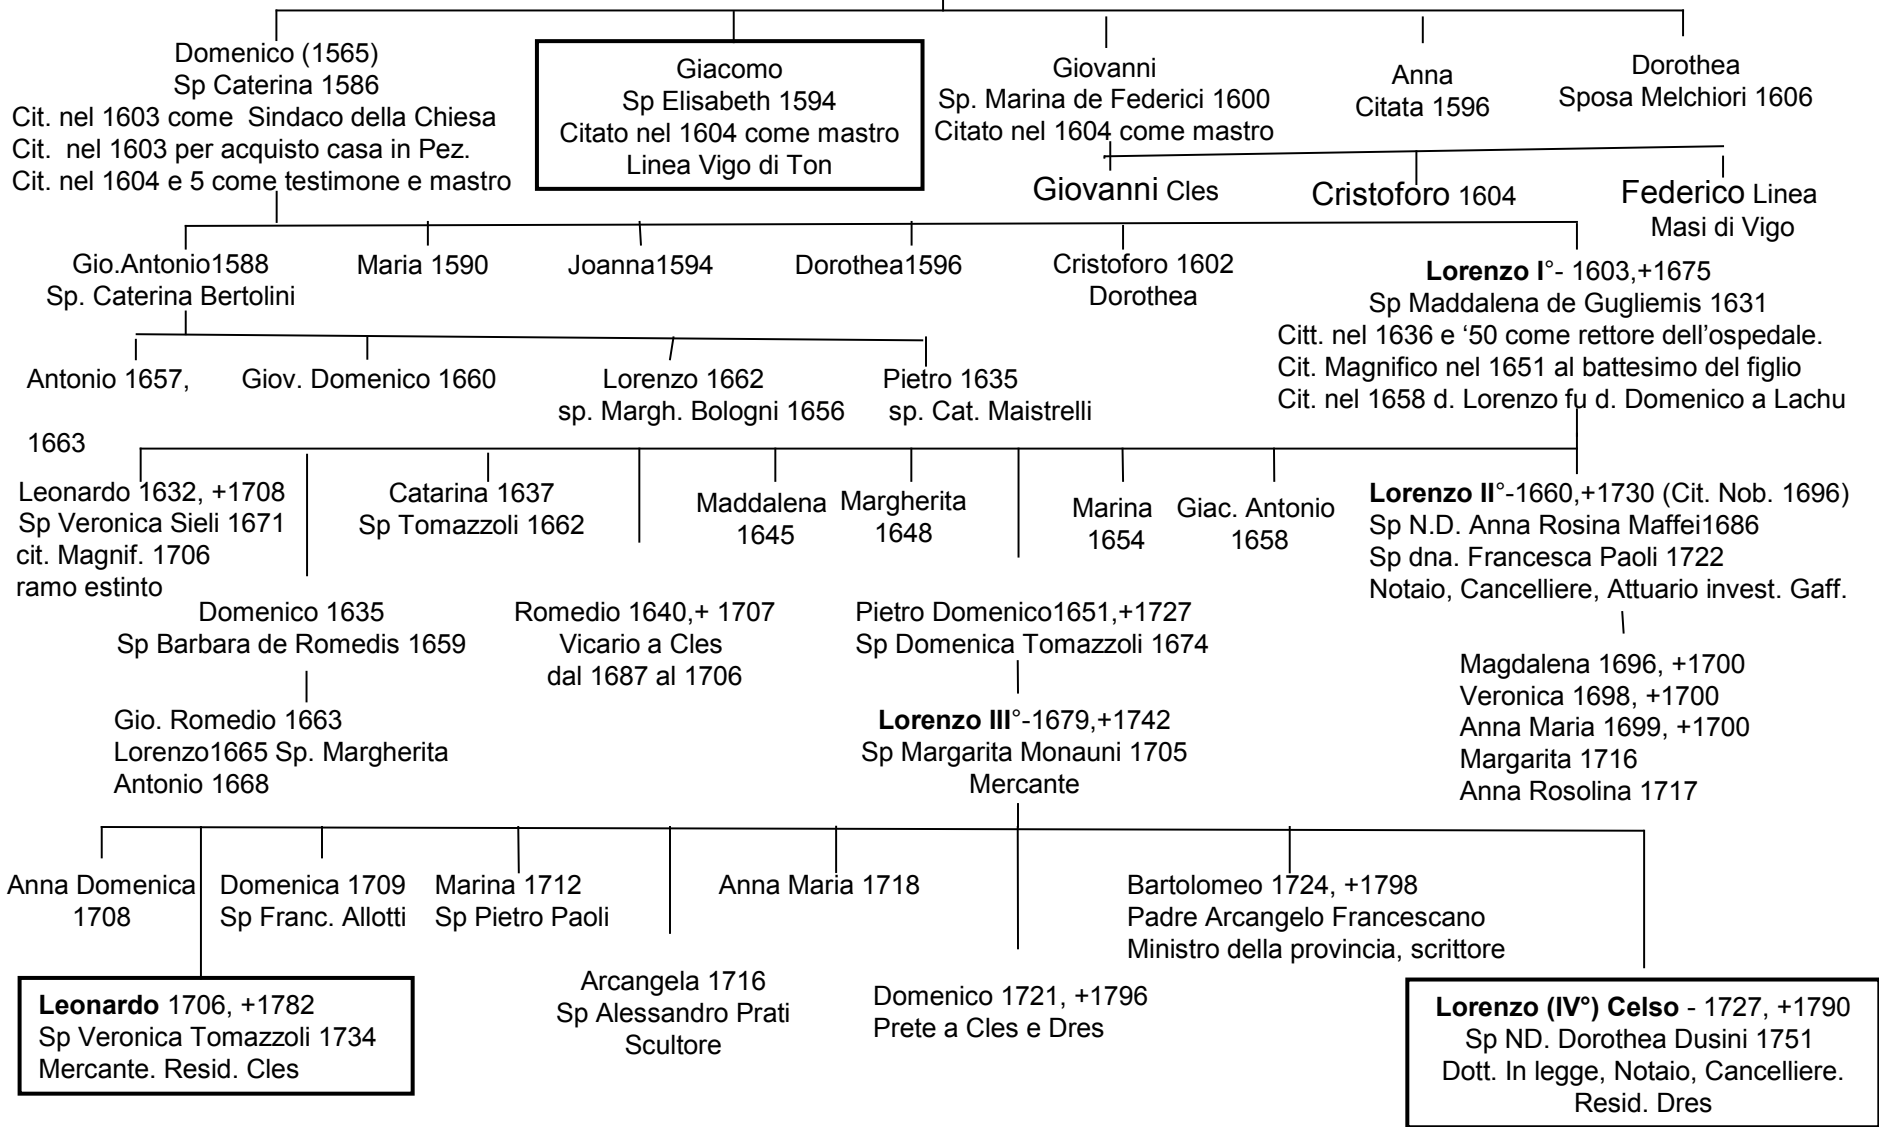 Domenico (1565)
Sp Caterina 1586
Cit. nel 1603 come Sindaco della Chiesa
Cit. nel 1603 per acquisto casa in Pez.
Cit. nel 1604 e 5 come testimone e mastro
Giacomo
Sp Elisabeth 1594
Citato nel 1604 come mastro
Linea Vigo di Ton
Giovanni
Sp. Marina de Federici 1600
Citato nel 1604 come mastro
Anna
Citata 1596
Dorothea
Sposa Melchiori 1606
Giovanni Cles
Cristoforo 1604
Federico Linea
Masi di Vigo
Gio.Antonio1588
Sp. Caterina Bertolini
Maria 1590
Joanna1594
Dorothea1596
Cristoforo 1602
Dorothea
Lorenzo I°- 1603,+1675
Sp Maddalena de Gugliemis 1631
Citt. nel 1636 e ‘50 come rettore dell’ospedale.
Cit. Magnifico nel 1651 al battesimo del figlio
Cit. nel 1658 d. Lorenzo fu d. Domenico a Lachu
Antonio 1657,
1663
Giov. Domenico 1660
Lorenzo 1662
sp. Margh. Bologni 1656
Pietro 1635
sp. Cat. Maistrelli
Leonardo 1632, +1708
Sp Veronica Sieli 1671
cit. Magnif. 1706
ramo estinto
Catarina 1637
Sp Tomazzoli 1662
Maddalena
1645
Margherita
1648
Marina
1654
Giac. Antonio
1658
Lorenzo II°-1660,+1730 (Cit. Nob. 1696)
Sp N.D. Anna Rosina Maffei1686
Sp dna. Francesca Paoli 1722
Notaio, Cancelliere, Attuario invest. Gaff.
Domenico 1635
Sp Barbara de Romedis 1659
Romedio 1640,+ 1707
Vicario a Cles
dal 1687 al 1706
Pietro Domenico1651,+1727
Sp Domenica Tomazzoli 1674
Magdalena 1696, +1700
Veronica 1698, +1700
Anna Maria 1699, +1700
Margarita 1716
Anna Rosolina 1717
Gio. Romedio 1663
Lorenzo1665 Sp. Margherita
Antonio 1668
Lorenzo III°-1679,+1742
Sp Margarita Monauni 1705
Mercante
Anna Domenica
1708
Domenica 1709
Sp Franc. Allotti
Marina 1712
Sp Pietro Paoli
Anna Maria 1718
Bartolomeo 1724, +1798
Padre Arcangelo Francescano
Ministro della provincia, scrittore
Leonardo 1706, +1782
Sp Veronica Tomazzoli 1734
Mercante. Resid. Cles
Arcangela 1716
Sp Alessandro Prati
Scultore
Domenico 1721, +1796
Prete a Cles e Dres
Lorenzo (IV°) Celso - 1727, +1790
Sp ND. Dorothea Dusini 1751
Dott. In legge, Notaio, Cancelliere.
Resid. Dres